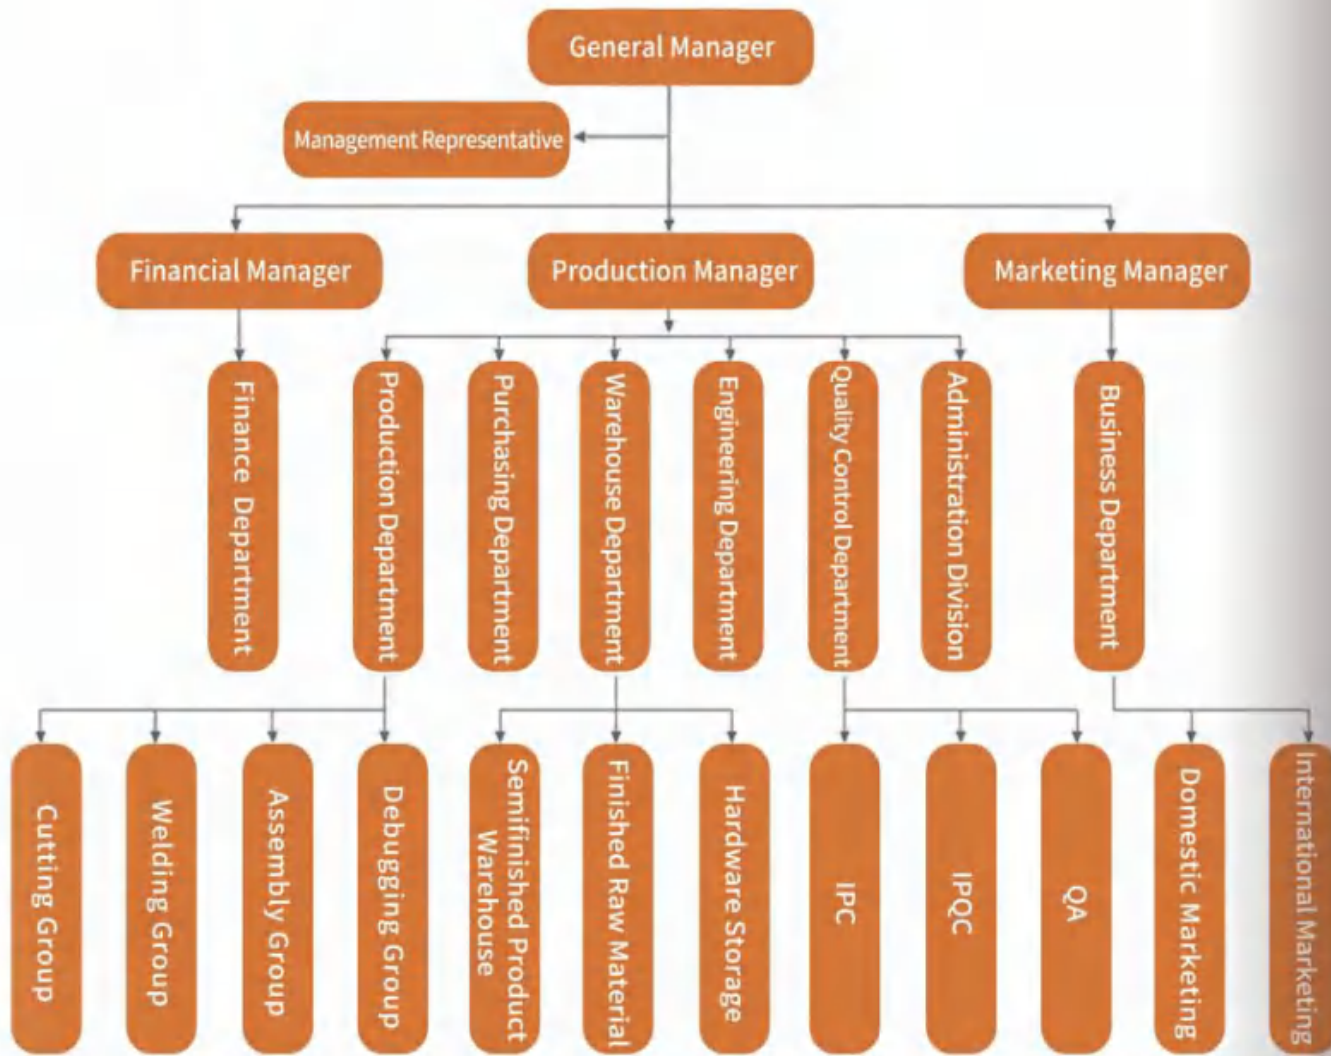 General Manager
Management Representative
Financial Manager
Production Manager
Marketing Manager
Finance Department
Production Department
Purchasing Department
Warehouse Department
Engineering Department
Quality Control Department
Administration Division
Business Department
Cutting Group
Welding Group
Assembly Group
Debugging Group
Semifinished Product
Warehouse
Finished Raw Material
Hardware Storage
IPC
IPQC
QA
Domestic Marketing
International Marketing